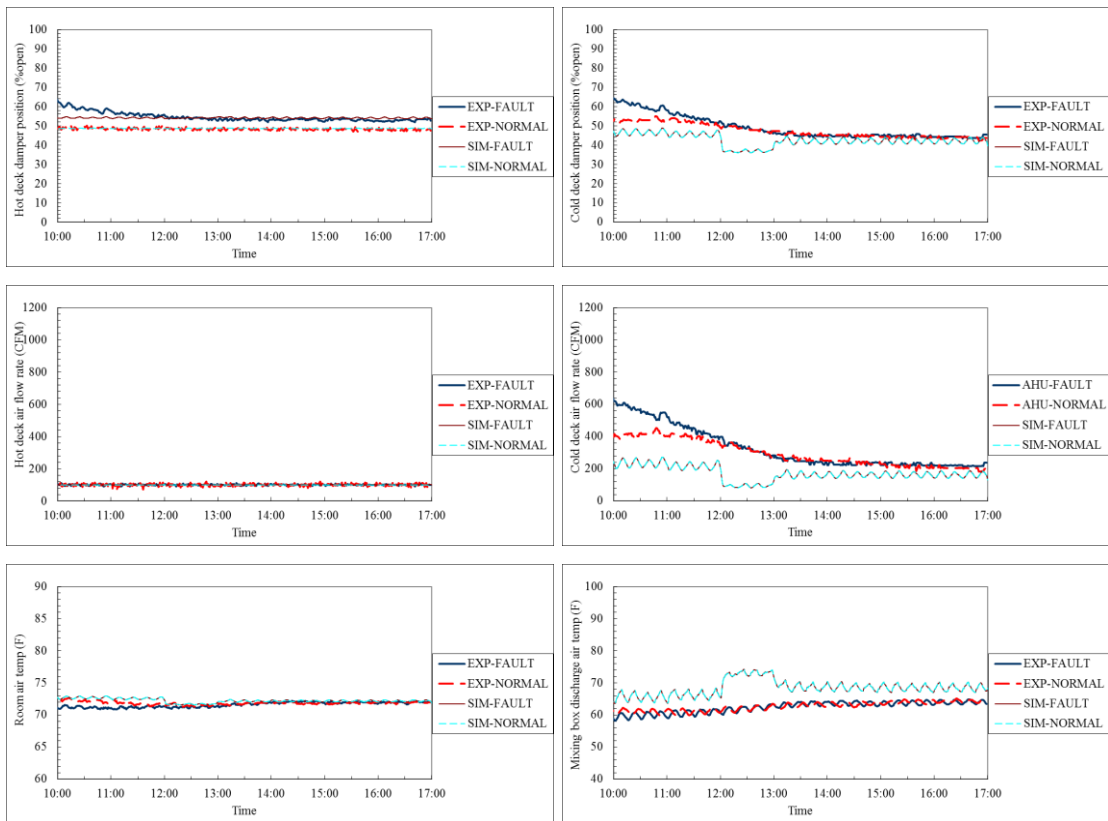 Hot deck damper position (%open)
100
90
80
70
60
50
40
30
20
10
0
10:00 11:00 12:00 13:00 14:00 15:00 16:00 17:00
Time
EXP-FAULT
EXP-NORMAL
SIM-FAULT
SIM-NORMAL
Cold deck damper position (%open)
100
90
80
70
60
50
40
30
20
10
0
10:00 11:00 12:00 13:00 14:00 15:00 16:00 17:00
Time
EXP-FAULT
EXP-NORMAL
SIM-FAULT
SIM-NORMAL
Hot deck air flow rate (CFM)
1200
1000
800
600
400
200
0
10:00 11:00 12:00 13:00 14:00 15:00 16:00 17:00
Time
EXP-FAULT
EXP-NORMAL
SIM-FAULT
SIM-NORMAL
Cold deck air flow rate (CFM)
1200
1000
800
600
400
200
0
10:00 11:00 12:00 13:00 14:00 15:00 16:00 17:00
Time
AHU-FAULT
AHU-NORMAL
SIM-FAULT
SIM-NORMAL
Room air temp (F)
90
85
80
75
70
65
60
10:00 11:00 12:00 13:00 14:00 15:00 16:00 17:00
Time
EXP-FAULT
EXP-NORMAL
SIM-FAULT
SIM-NORMAL
Mixing box discharge air temp (F)
100
90
80
70
60
50
40
10:00 11:00 12:00 13:00 14:00 15:00 16:00 17:00
Time
EXP-FAULT
EXP-NORMAL
SIM-FAULT
SIM-NORMAL